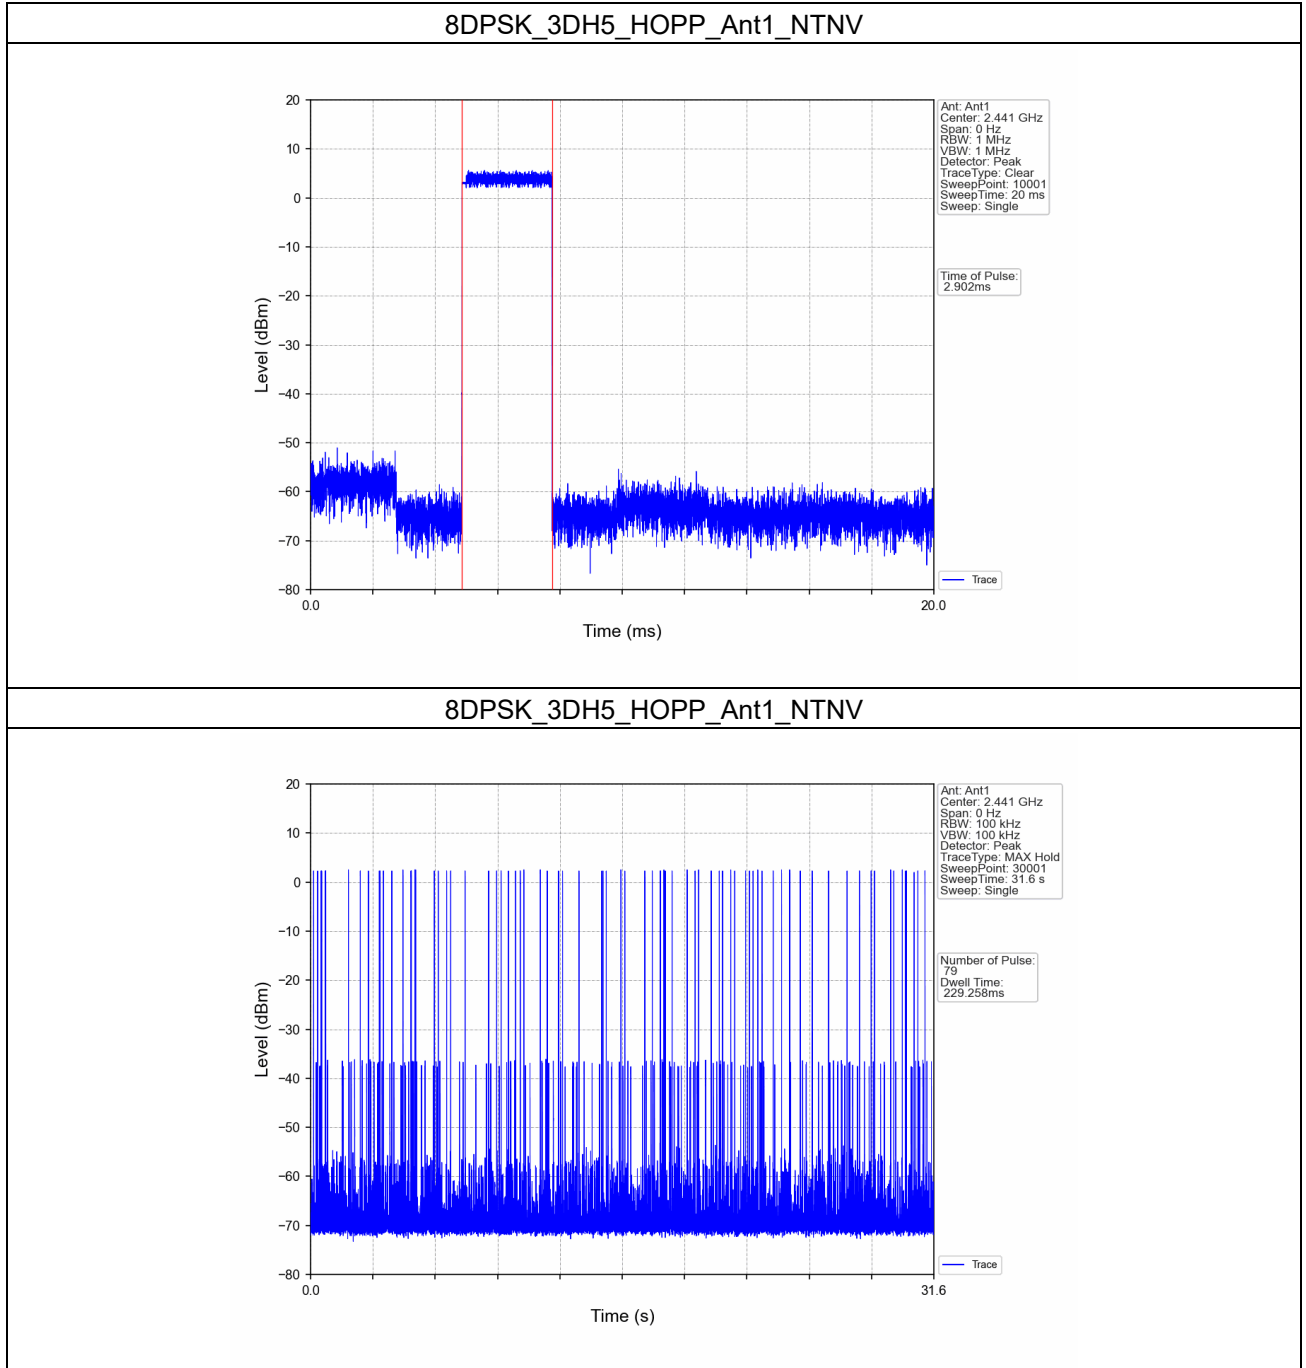 8DPSK_3DH5_HOPP_Ant1_NTNV
20
10
0
−10
−20
−30
−40
−50
−60
−70
−80
Level (dBm)
0.0
20.0
Time (ms)
Ant: Ant1
Center: 2.441 GHz
Span: 0 Hz
RBW: 1 MHz
VBW: 1 MHz
Detector: Peak
TraceType: Clear
SweepPoint: 10001
SweepTime: 20 ms
Sweep: Single
Time of Pulse:
2.902ms
Trace
8DPSK_3DH5_HOPP_Ant1_NTNV
20
10
0
−10
−20
−30
−40
−50
−60
−70
−80
Level (dBm)
0.0
31.6
Time (s)
Ant: Ant1
Center: 2.441 GHz
Span: 0 Hz
RBW: 100 kHz
VBW: 100 kHz
Detector: Peak
TraceType: MAX Hold
SweepPoint: 30001
SweepTime: 31.6 s
Sweep: Single
Number of Pulse:
79
Dwell Time:
229.258ms
Trace